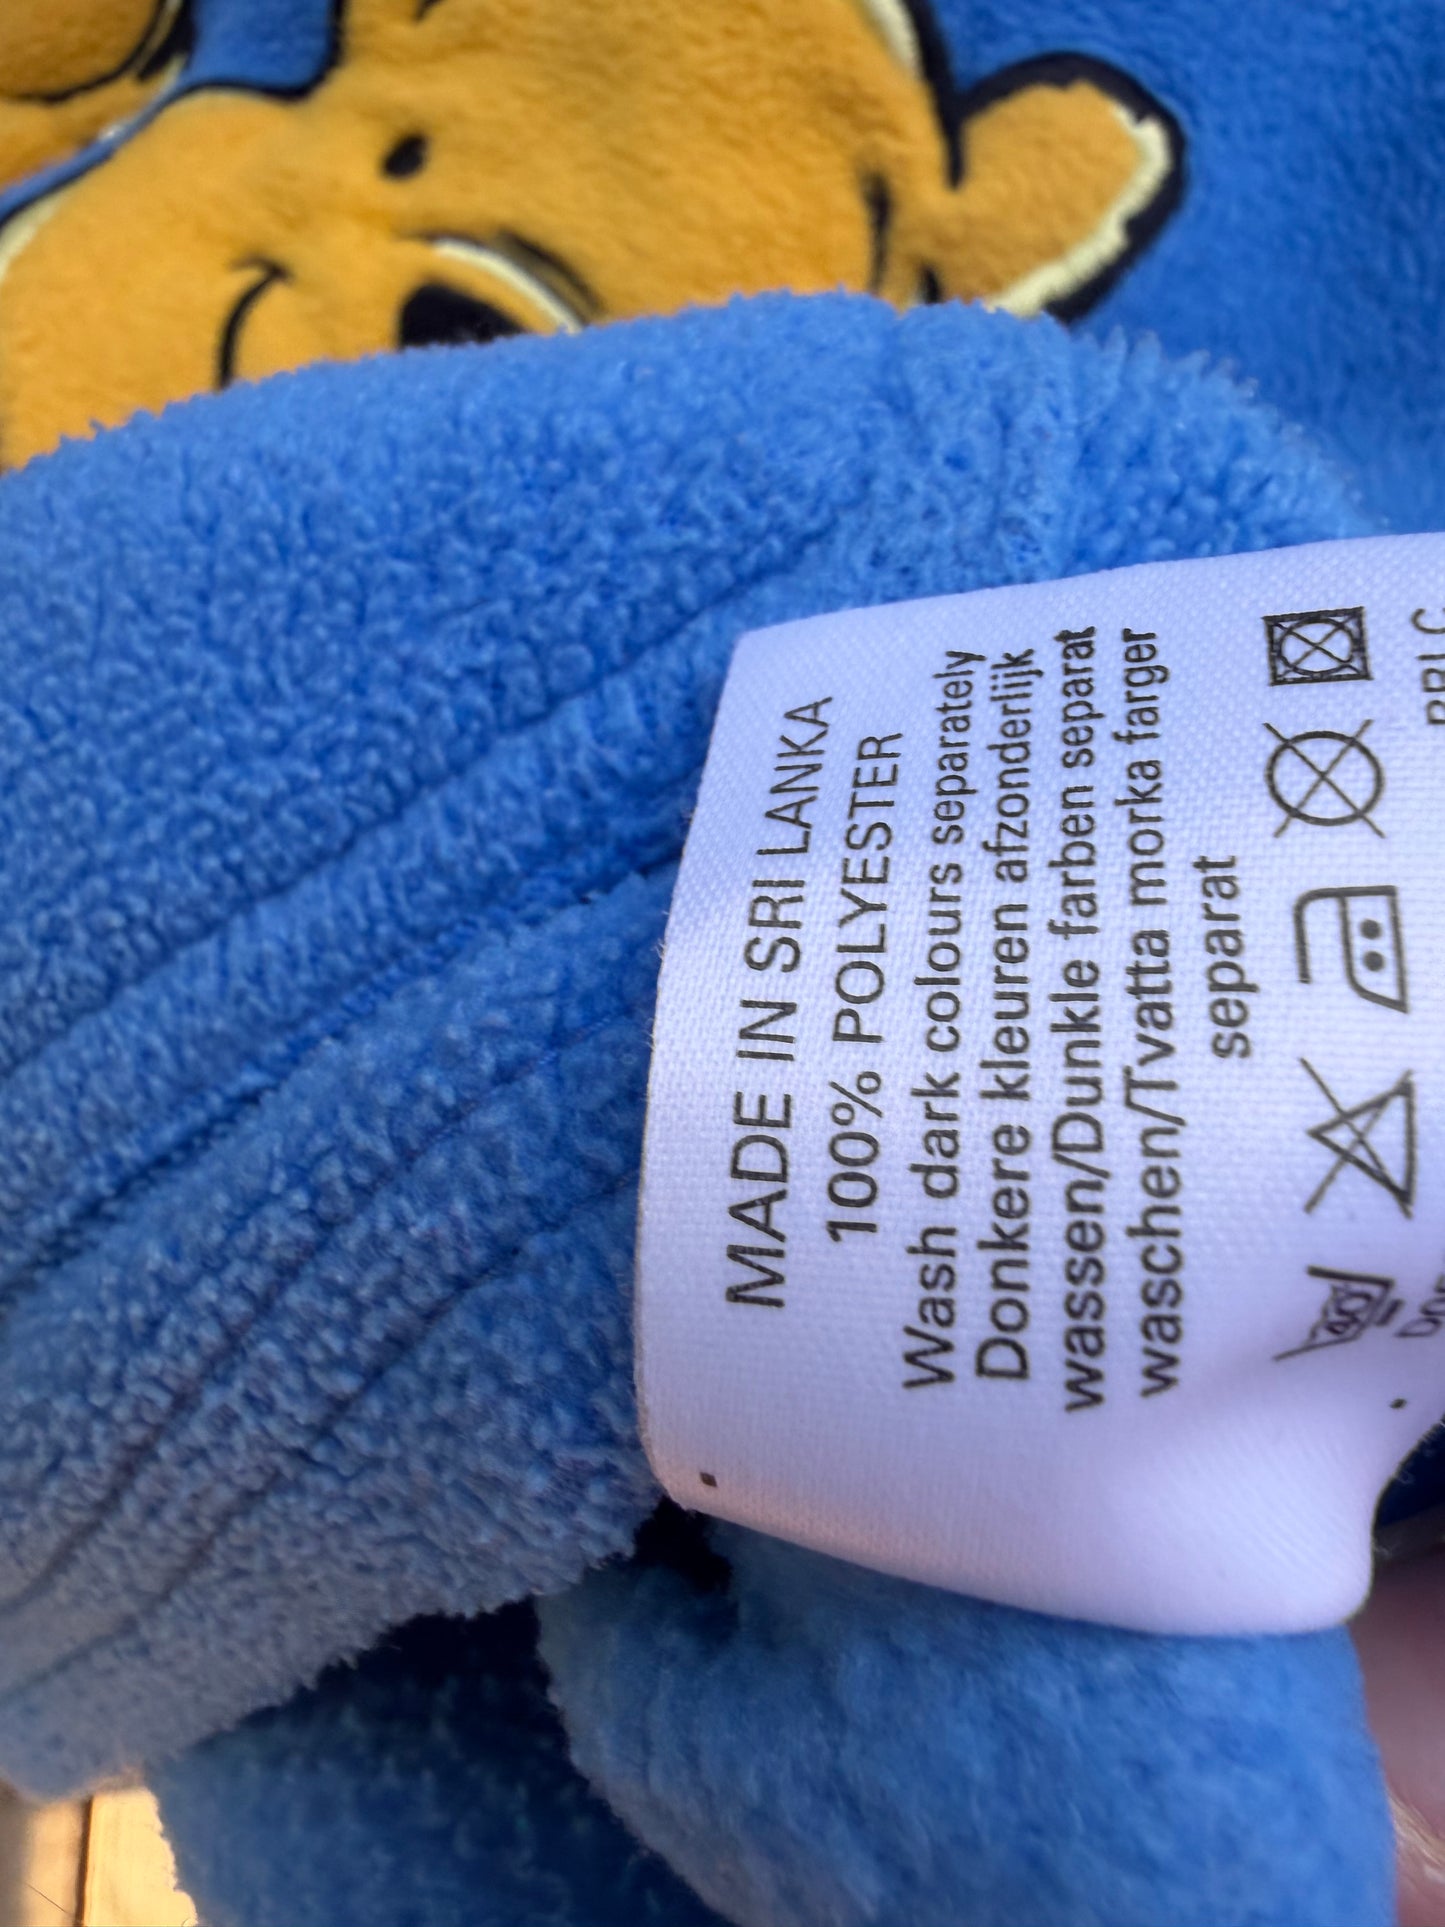 MADE IN SRI LANKA
100% POLYESTER
Wash dark colours separately
Donkere kleuren afzonderlijk
wassen/Dunkle farben separat
waschen/Tvatta morka farger
separat
40